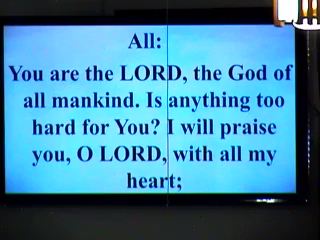 All:
You are the LORD, the God of
all mankind. Is anything too
hard for You? I will praise
you, O LORD, with all my
heart;